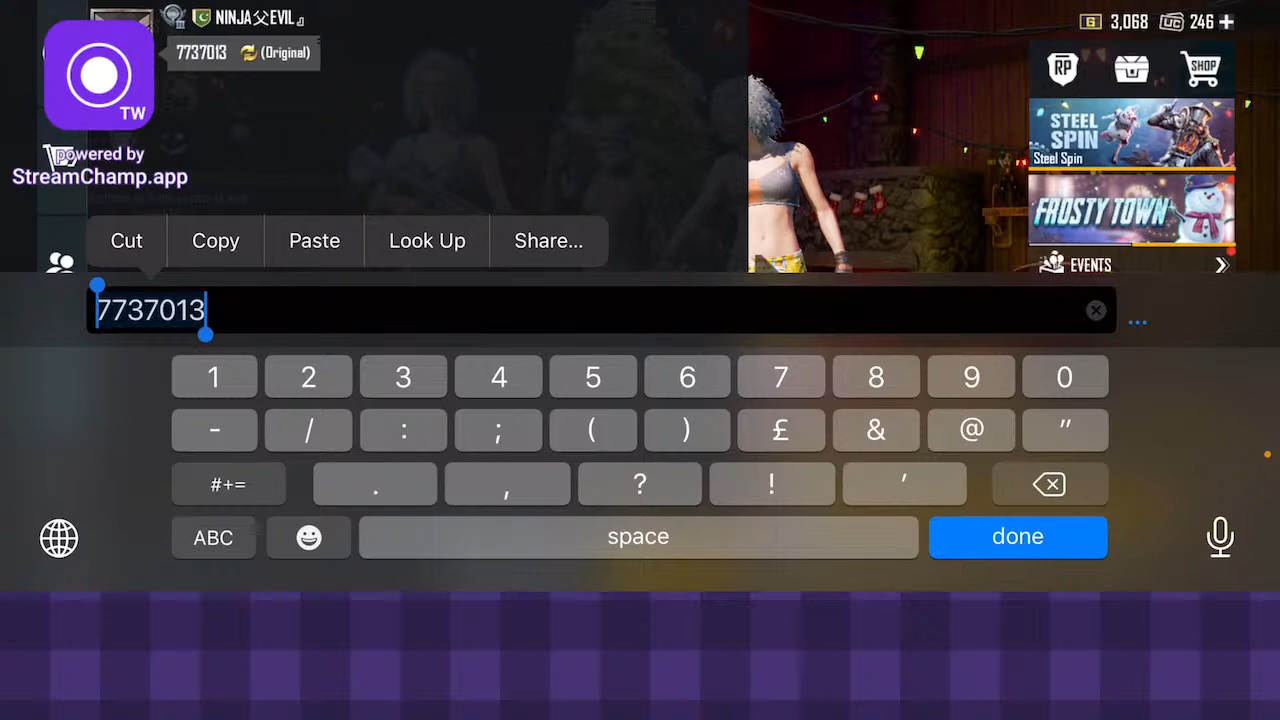 NINJA父EVIL』
7737013 (Original)
G 3,068 UC 246 +
RP
SHOP
TW
powered by
StreamChamp.app
STEEL
SPIN
Steel Spin
FROSTY TOWN
EVENTS
Cut Copy Paste Look Up Share...
7737013
...
1 2 3 4 5 6 7 8 9 0
- / : ; ( ) £ & @ "
#+= . , ? ! '
ABC space done